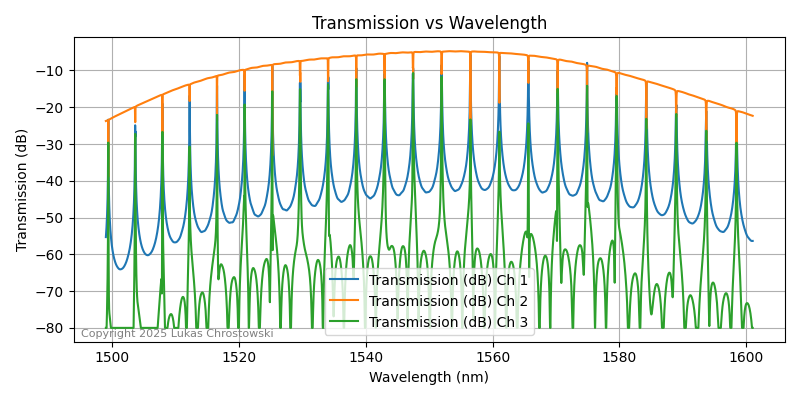 Transmission vs Wavelength
Transmission (dB)
−10
−20
−30
−40
−50
−60
−70
−80
Transmission (dB) Ch 1
Transmission (dB) Ch 2
Transmission (dB) Ch 3
Copyright 2025 Lukas Chrostowski
1500
1520
1540
1560
1580
1600
Wavelength (nm)